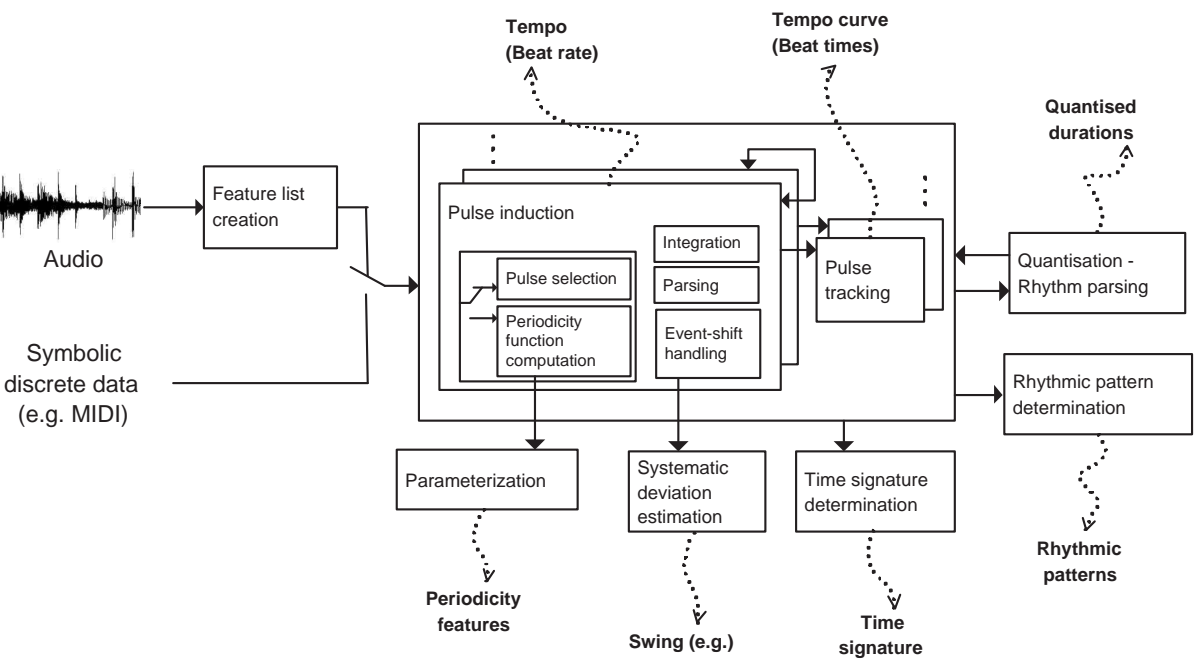 Tempo
(Beat rate)
Tempo curve
(Beat times)
Quantised
durations
Feature list
creation
Audio
Symbolic
discrete data
(e.g. MIDI)
Pulse induction
Pulse selection
Periodicity
function
computation
Integration
Parsing
Event-shift
handling
Pulse
tracking
Quantisation -
Rhythm parsing
Rhythmic pattern
determination
Parameterization
Systematic
deviation
estimation
Time signature
determination
Periodicity
features
Swing (e.g.)
Time
signature
Rhythmic
patterns